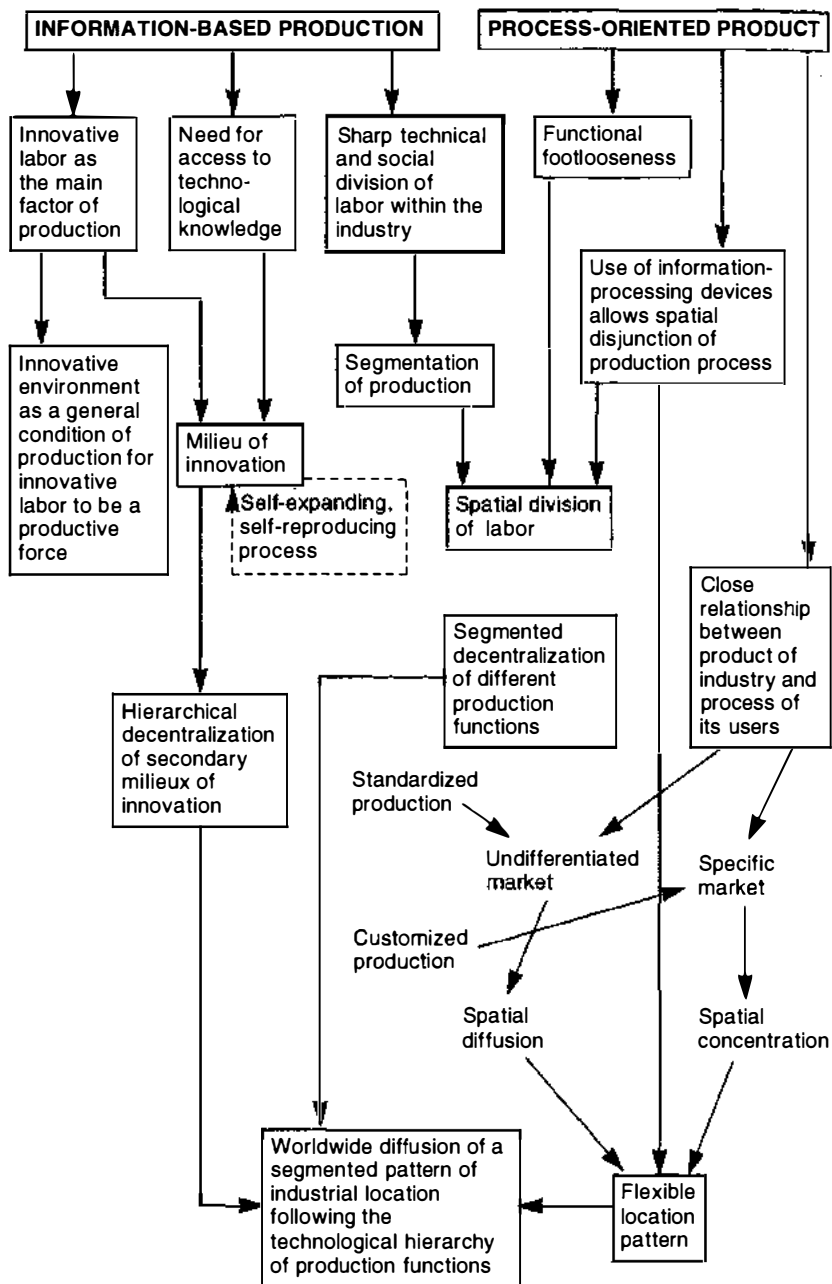 INFORMATION-BASED PRODUCTION
PROCESS-ORIENTED PRODUCT
Innovative
labor as
the main
factor of
production
Need for
access to
techno-
logical
knowledge
Sharp technical
and social
division of
labor within the
industry
Functional
footlooseness
Use of information-
processing devices
allows spatial
disjunction of
production process
Innovative
environment
as a general
condition of
production for
innovative
labor to be a
productive
force
Milieu of
innovation
Self-expanding,
self-reproducing
process
Segmentation
of production
Spatial division
of labor
Close
relationship
between
product of
industry and
process of
its users
Segmented
decentralization
of different
production
functions
Hierarchical
decentralization
of secondary
milieux of
innovation
Standardized
production
Undifferentiated
market
Specific
market
Customized
production
Spatial
diffusion
Spatial
concentration
Worldwide diffusion of a
segmented pattern of
industrial location
following the
technological hierarchy
of production functions
Flexible
location
pattern